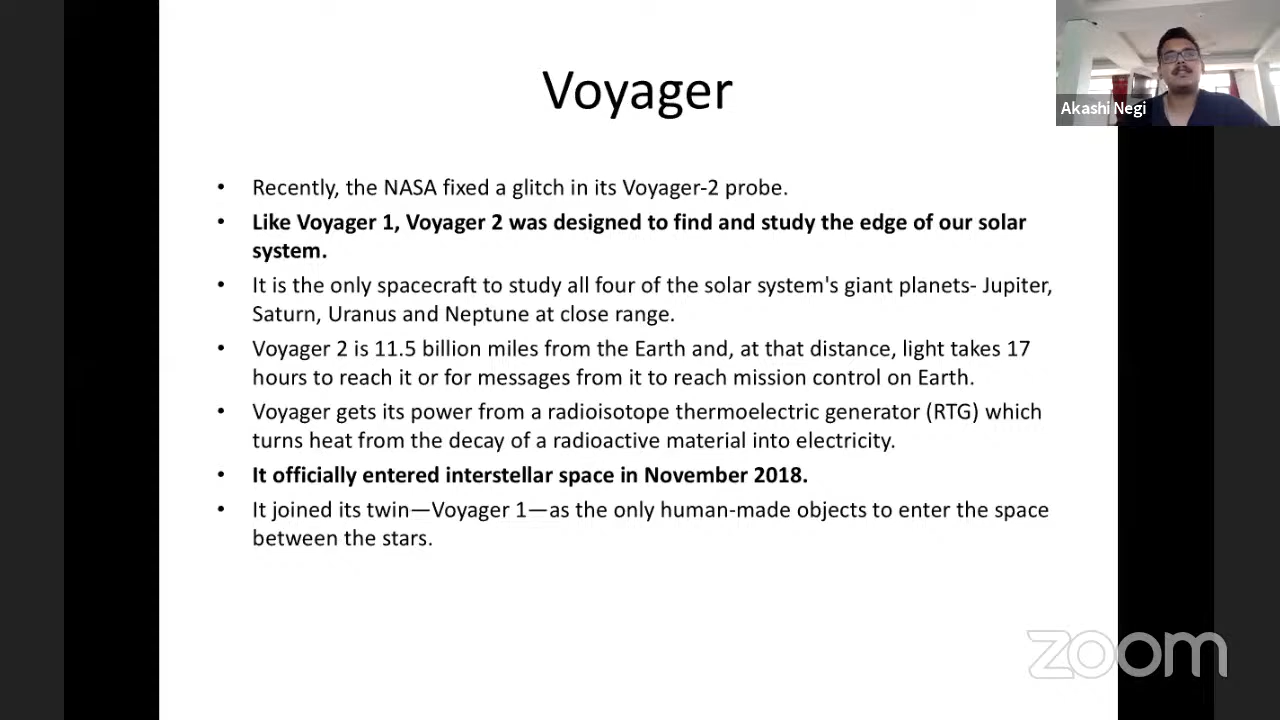 Voyager
Akashi Negi
• Recently, the NASA fixed a glitch in its Voyager-2 probe.
• Like Voyager 1, Voyager 2 was designed to find and study the edge of our solar
system.
• It is the only spacecraft to study all four of the solar system's giant planets- Jupiter,
Saturn, Uranus and Neptune at close range.
• Voyager 2 is 11.5 billion miles from the Earth and, at that distance, light takes 17
hours to reach it or for messages from it to reach mission control on Earth.
• Voyager gets its power from a radioisotope thermoelectric generator (RTG) which
turns heat from the decay of a radioactive material into electricity.
• It officially entered interstellar space in November 2018.
• It joined its twin—Voyager 1—as the only human-made objects to enter the space
between the stars.
zoom